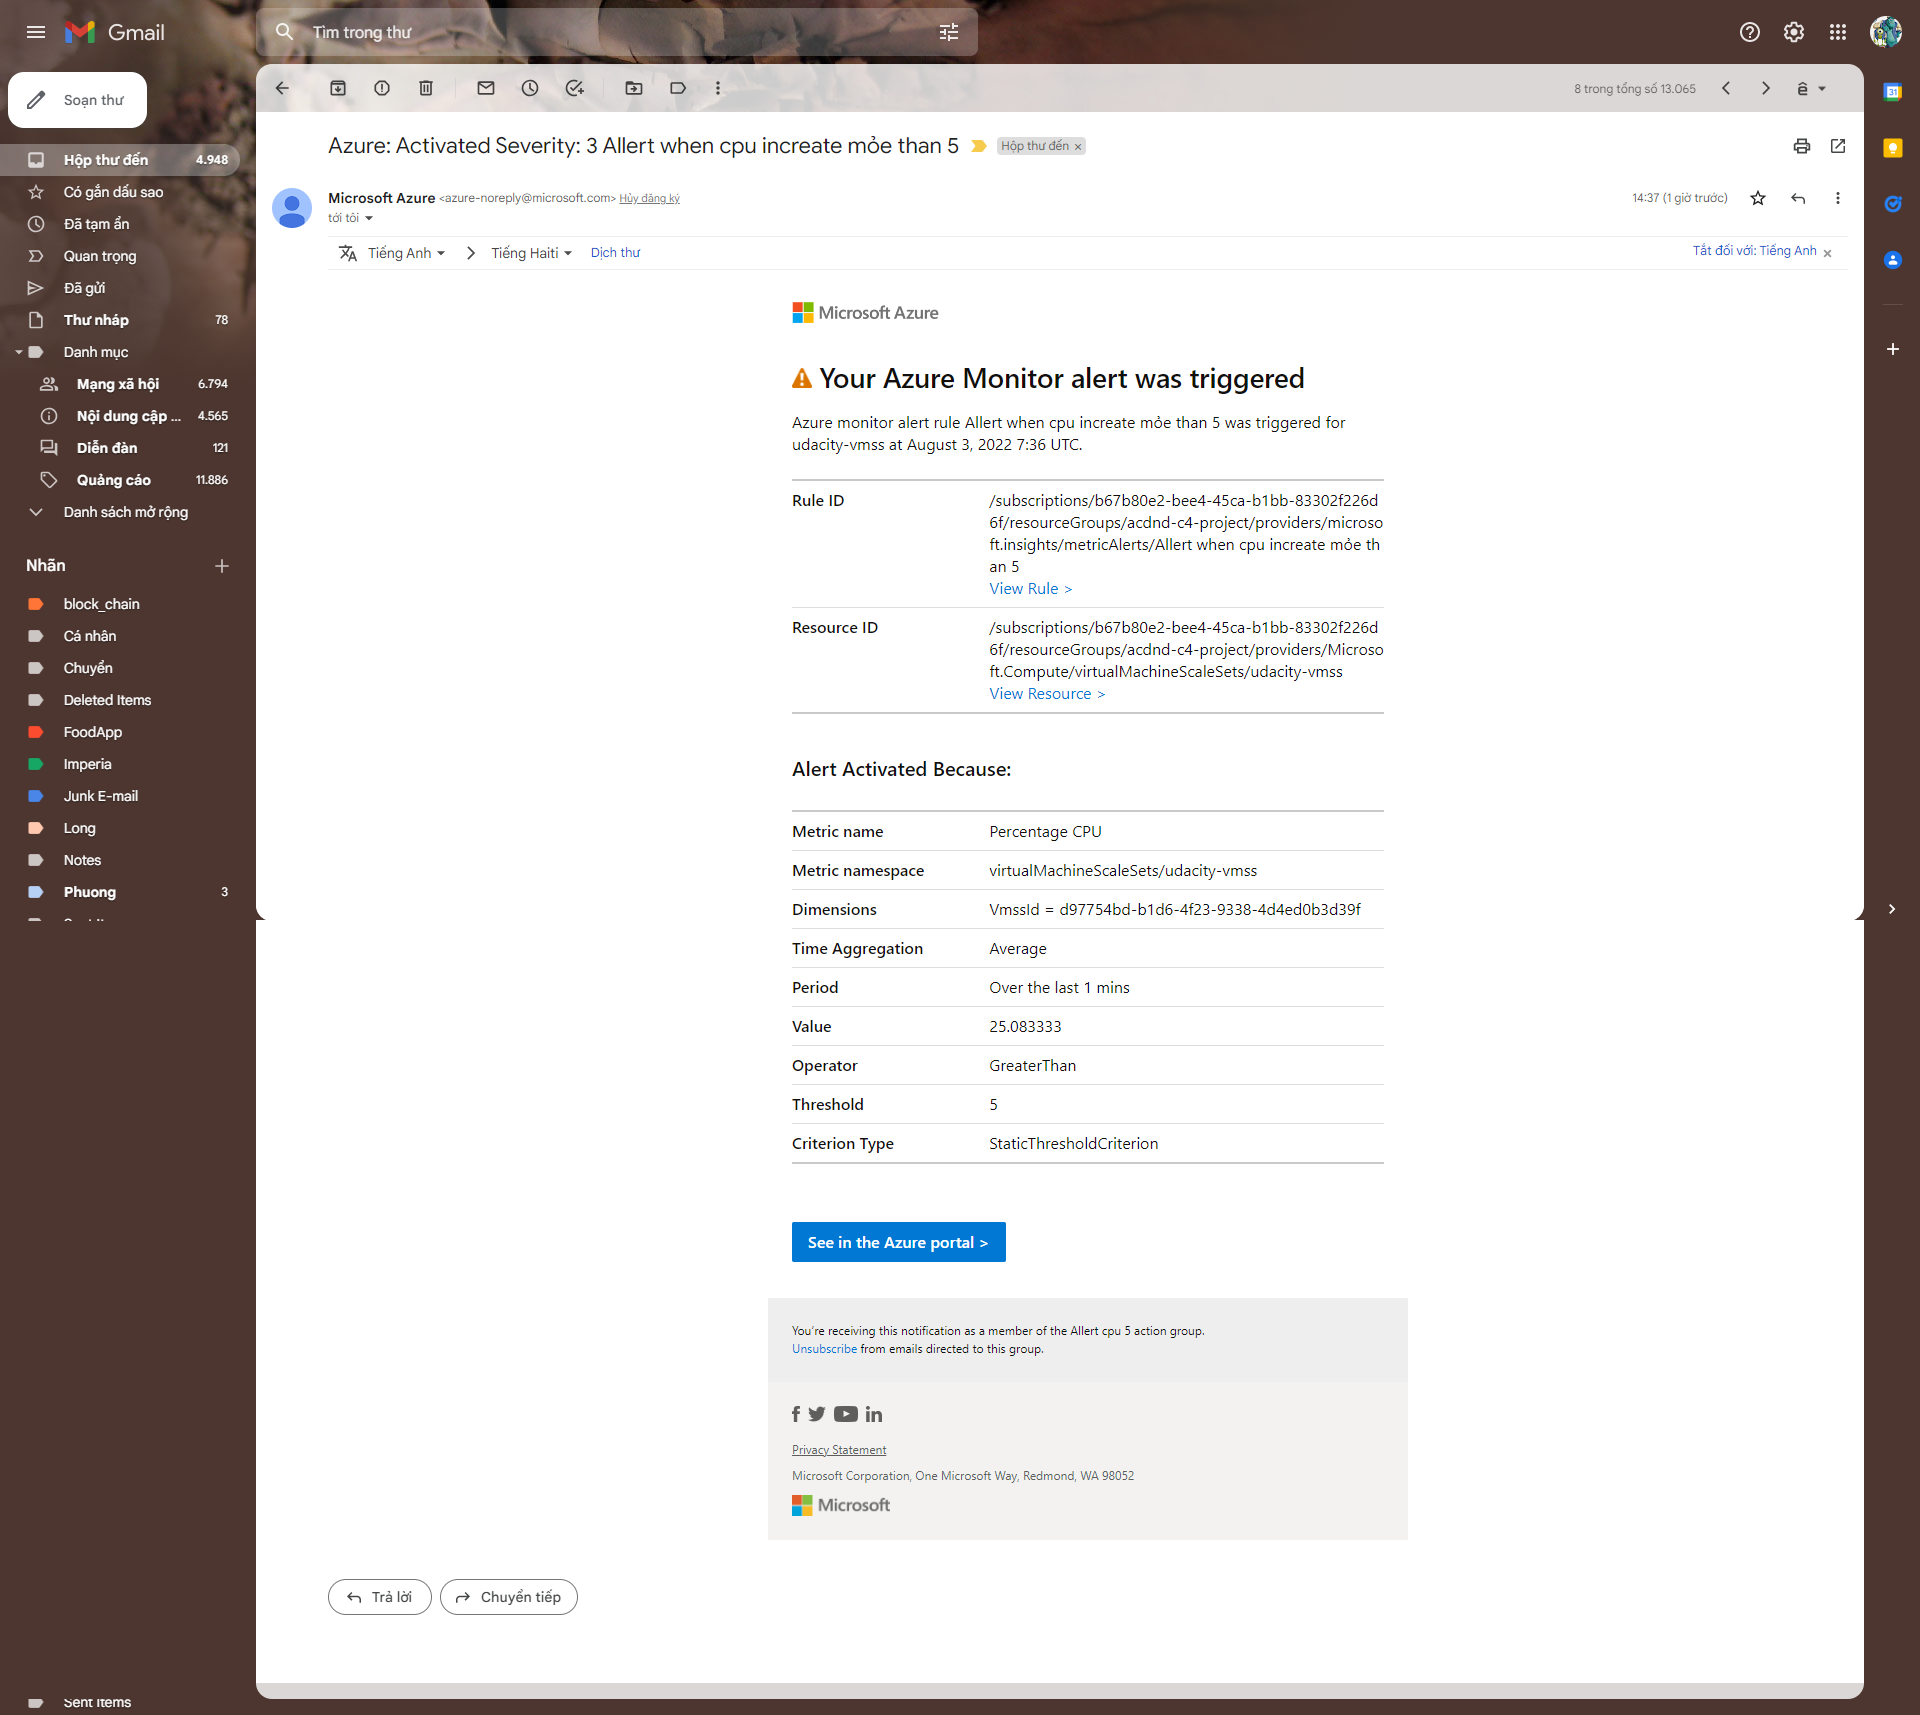 Gmail
Tìm trong thư
Soạn thư
8 trong tổng số 13.065
Hộp thư đến 4.948
Có gắn dấu sao
Đã tạm ẩn
Quan trọng
Đã gửi
Thư nháp 78
Danh mục
Mạng xã hội 6.794
Nội dung cập ... 4.565
Diễn đàn 121
Quảng cáo 11.886
Danh sách mở rộng
Nhãn
block_chain
Cá nhân
Chuyển
Deleted Items
FoodApp
Imperia
Junk E-mail
Long
Notes
Phuong 3
Sent Items
Azure: Activated Severity: 3 Allert when cpu increate mỏe than 5 Hộp thư đến ×
Microsoft Azure <azure-noreply@microsoft.com> Hủy đăng ký
14:37 (1 giờ trước)
tới tôi
Tiếng Anh Tiếng Haiti Dịch thư
Tắt đối với: Tiếng Anh ×
Microsoft Azure
Your Azure Monitor alert was triggered
Azure monitor alert rule Allert when cpu increate mỏe than 5 was triggered for
udacity-vmss at August 3, 2022 7:36 UTC.
Rule ID /subscriptions/b67b80e2-bee4-45ca-b1bb-83302f226d
6f/resourceGroups/acdnd-c4-project/providers/microso
ft.insights/metricAlerts/Allert when cpu increate mỏe th
an 5
View Rule >
Resource ID /subscriptions/b67b80e2-bee4-45ca-b1bb-83302f226d
6f/resourceGroups/acdnd-c4-project/providers/Microso
ft.Compute/virtualMachineScaleSets/udacity-vmss
View Resource >
Alert Activated Because:
Metric name Percentage CPU
Metric namespace virtualMachineScaleSets/udacity-vmss
Dimensions VmssId = d97754bd-b1d6-4f23-9338-4d4ed0b3d39f
Time Aggregation Average
Period Over the last 1 mins
Value 25.083333
Operator GreaterThan
Threshold 5
Criterion Type StaticThresholdCriterion
See in the Azure portal >
You're receiving this notification as a member of the Allert cpu 5 action group.
Unsubscribe from emails directed to this group.
Privacy Statement
Microsoft Corporation, One Microsoft Way, Redmond, WA 98052
Microsoft
Trả lời
Chuyển tiếp